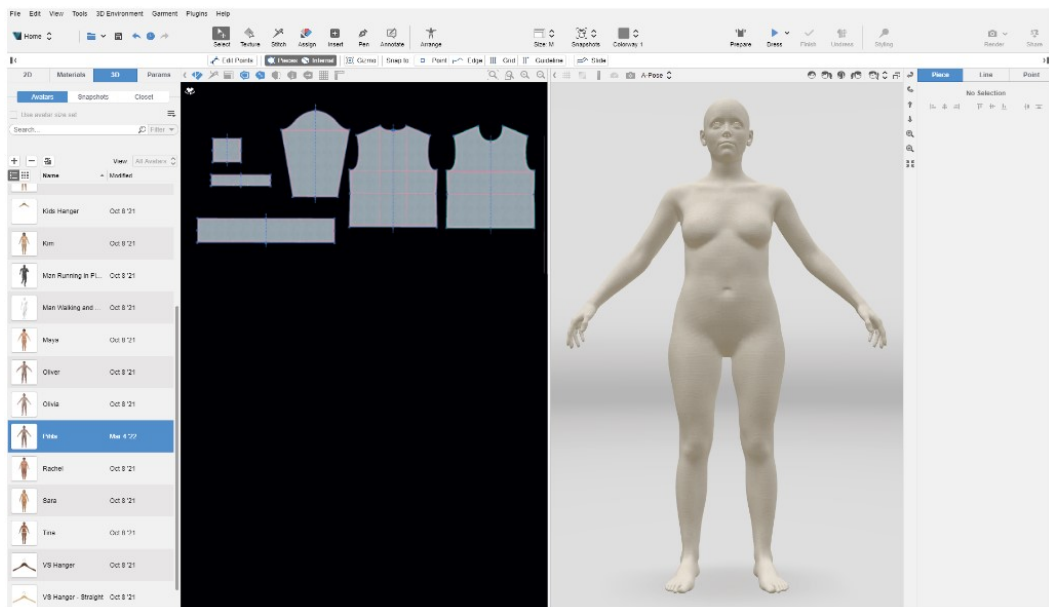 File Edit View Tools 3D Environment Garment Plugins Help
Home
Select Texture Stitch Assign Insert Pen Annotate Arrange
Size: M Snapshots Colorway: 1
Prepare Dress Finish Undress Styling Render Share
Edit Points Pieces Internal Gizmo Snap to Point Edge Grid Guideline Slide
2D Materials 3D Params
A-Pose
Piece Line Point
Avatars Snapshots Closet
No Selection
Use avatar size set
Search... Filter
View All Avatars
Name Modified
Kids Hanger Oct 8 '21
Kim Oct 8 '21
Man Running in Pl... Oct 8 '21
Man Walking and ... Oct 8 '21
Maya Oct 8 '21
Oliver Oct 8 '21
Olivia Oct 8 '21
Mar 4 '22
Rachel Oct 8 '21
Sara Oct 8 '21
Tina Oct 8 '21
VS Hanger Oct 8 '21
VS Hanger - Straight Oct 8 '21